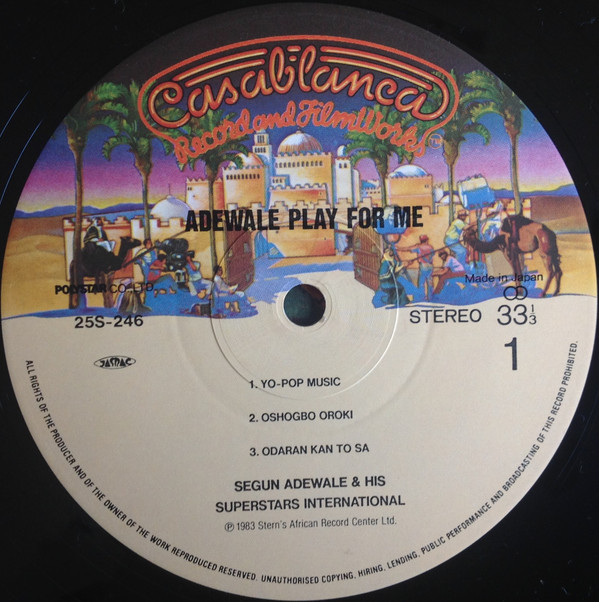 Casablanca
Record and FilmWorks
ADEWALE PLAY FOR ME
POLYSTAR CO., LTD.
Made in Japan
25S-246
STEREO 33 1/3
1
JASRAC
1. YO-POP MUSIC
2. OSHOGBO OROKI
3. ODARAN KAN TO SA
SEGUN ADEWALE & HIS
SUPERSTARS INTERNATIONAL
℗ 1983 Stern's African Record Center Ltd.
ALL RIGHTS OF THE PRODUCER AND OF THE OWNER OF THE WORK REPRODUCED RESERVED. UNAUTHORISED COPYING, HIRING, LENDING, PUBLIC PERFORMANCE AND BROADCASTING OF THIS RECORD PROHIBITED.